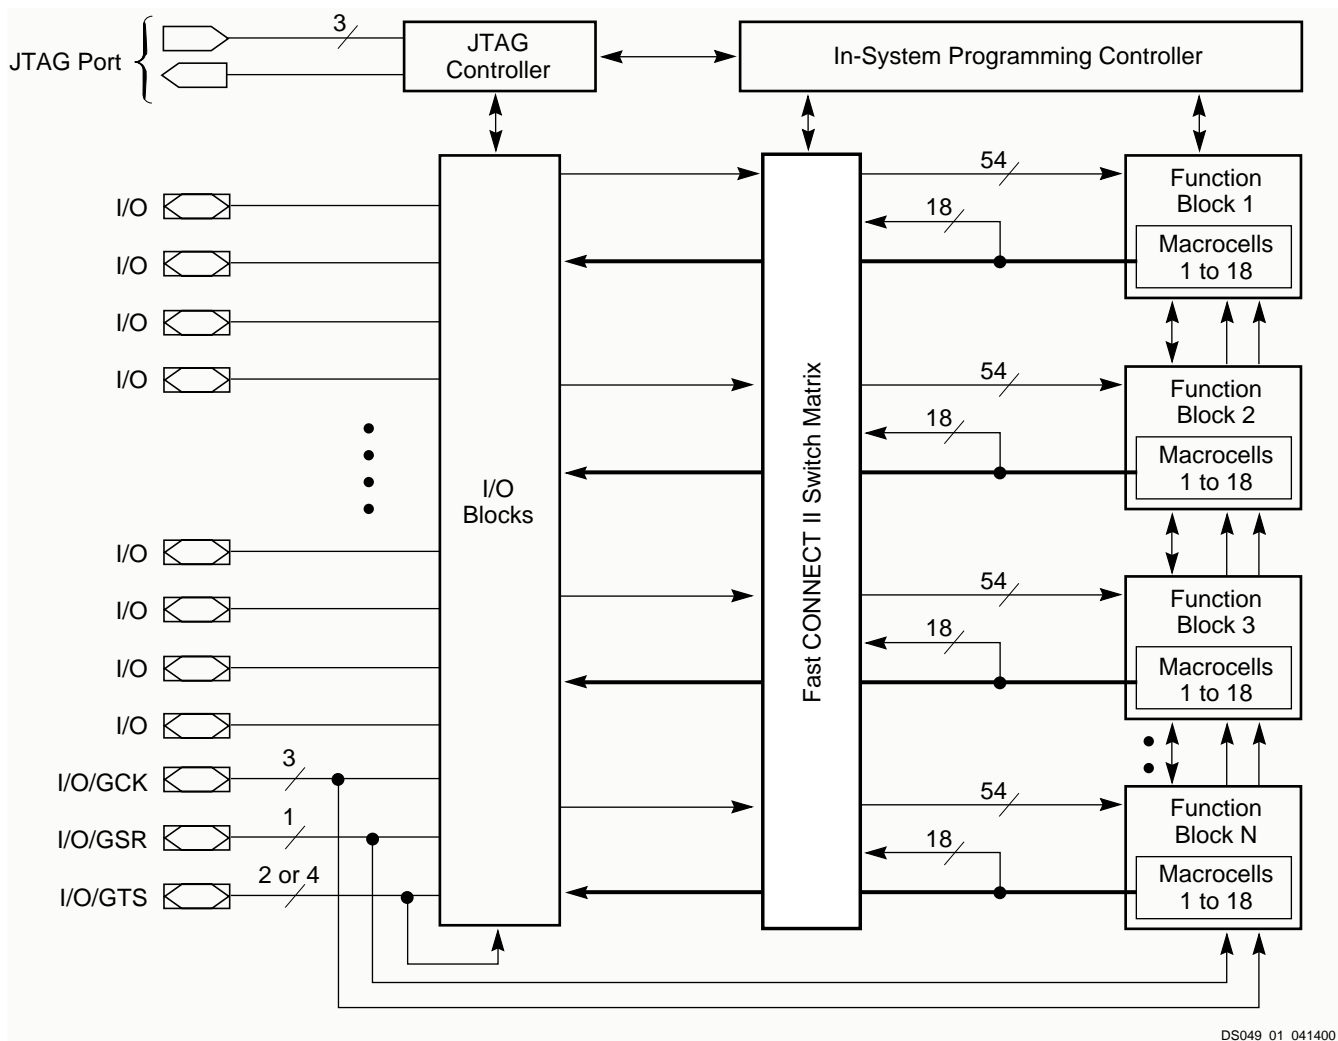 JTAG Port
3
JTAG
Controller
In-System Programming Controller
I/O
I/O
I/O
I/O
I/O
I/O
I/O
I/O
I/O/GCK
3
I/O/GSR
1
I/O/GTS
2 or 4
I/O
Blocks
Fast CONNECT II Switch Matrix
54
18
Function
Block 1
Macrocells
1 to 18
54
18
Function
Block 2
Macrocells
1 to 18
54
18
Function
Block 3
Macrocells
1 to 18
54
18
Function
Block N
Macrocells
1 to 18
DS049_01_041400